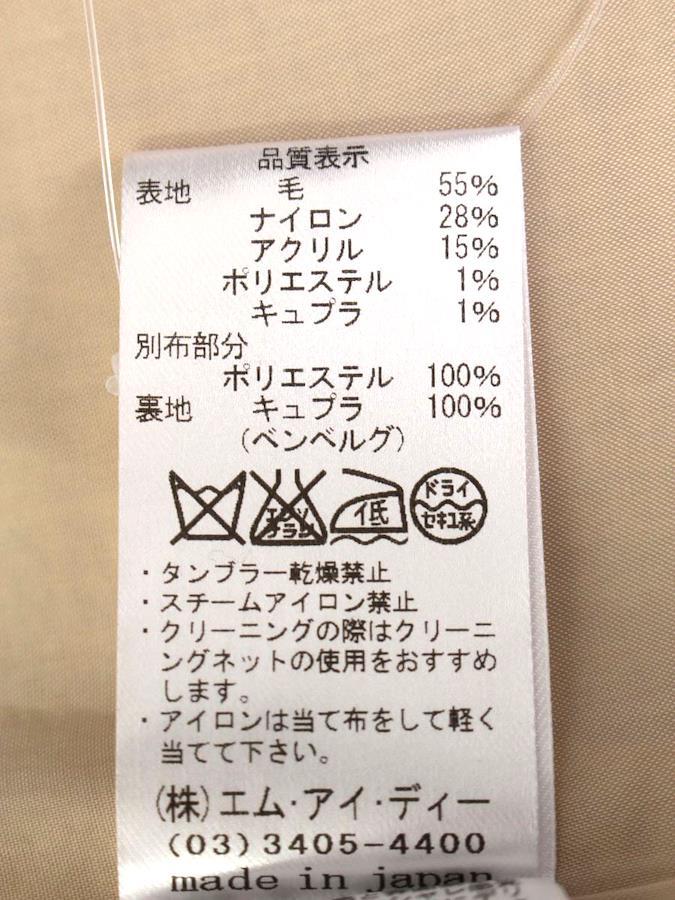 品質表示
表地 毛 55%
ナイロン 28%
アクリル 15%
ポリエステル 1%
キュプラ 1%
別布部分
ポリエステル 100%
裏地 キュプラ 100%
(ベンベルグ)
エンソ
チラシ
低
ドライ
セキユ系
・タンブラー乾燥禁止
・スチームアイロン禁止
・クリーニングの際はクリーニ
ングネットの使用をおすすめ
します。
・アイロンは当て布をして軽く
当てて下さい。
(株)エム・アイ・ディー
(03)3405-4400
made in japan